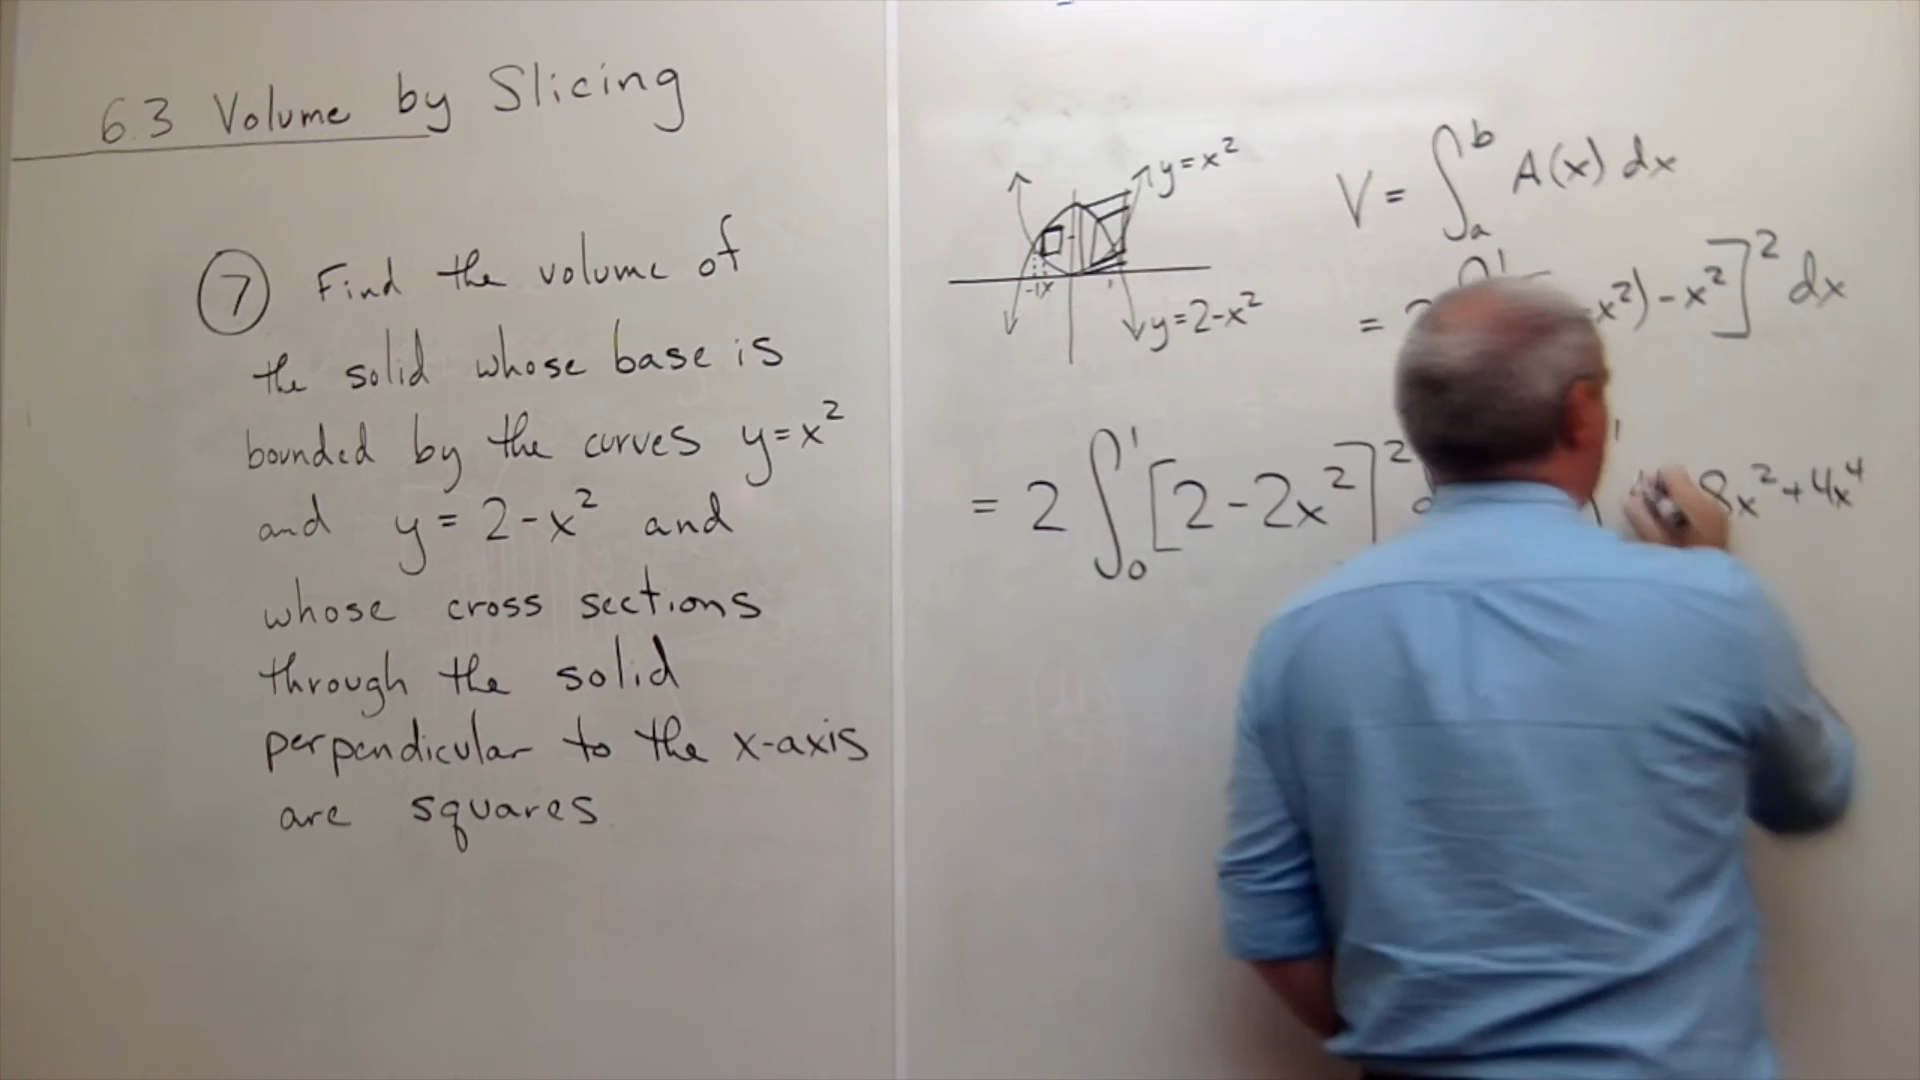 6.3 Volume by Slicing
⑦ Find the volume of
the solid whose base is
bounded by the curves y=x²
and y=2-x² and
whose cross sections
through the solid
perpendicular to the x-axis
are squares
y=x²
-1 x 1
y=2-x²
V = ∫ₐᵇ A(x) dx
= x²)-x²]² dx
= 2 ∫₀¹ [2-2x²]² 8x²+4x⁴